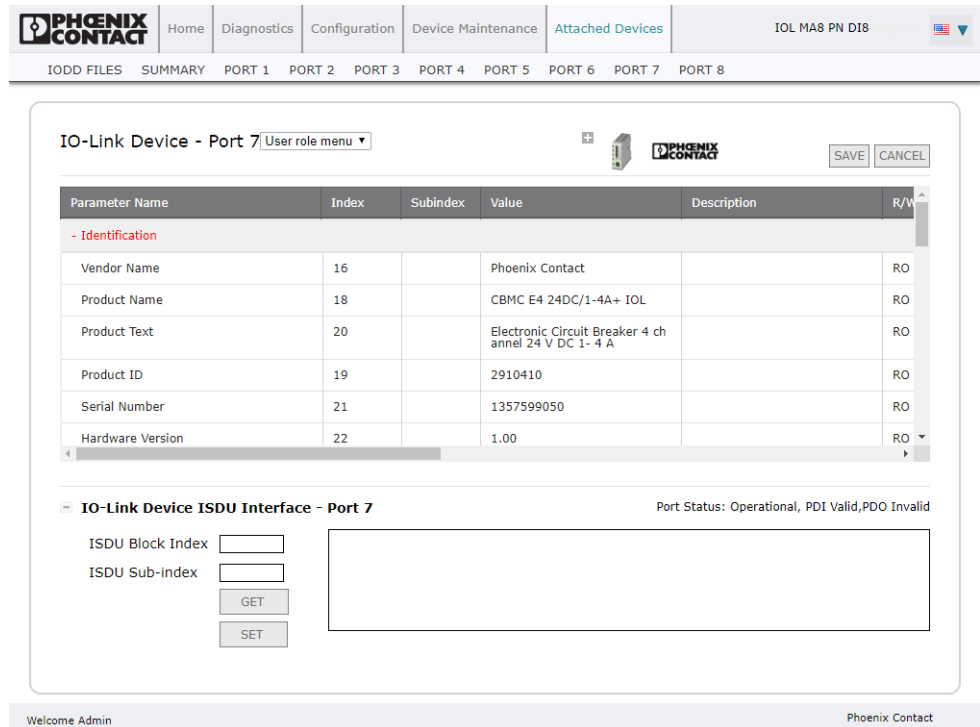 PHŒNIX CONTACT Home Diagnostics Configuration Device Maintenance Attached Devices IOL MA8 PN DI8
IODD FILES SUMMARY PORT 1 PORT 2 PORT 3 PORT 4 PORT 5 PORT 6 PORT 7 PORT 8
IO-Link Device - Port 7 User role menu PHŒNIX CONTACT SAVE CANCEL
Parameter Name Index Subindex Value Description R/W
- Identification
Vendor Name 16 Phoenix Contact RO
Product Name 18 CBMC E4 24DC/1-4A+ IOL RO
Product Text 20 Electronic Circuit Breaker 4 ch RO
annel 24 V DC 1- 4 A
Product ID 19 2910410 RO
Serial Number 21 1357599050 RO
Hardware Version 22 1.00 RO
IO-Link Device ISDU Interface - Port 7 Port Status: Operational, PDI Valid,PDO Invalid
ISDU Block Index
ISDU Sub-index
GET
SET
Welcome Admin Phoenix Contact